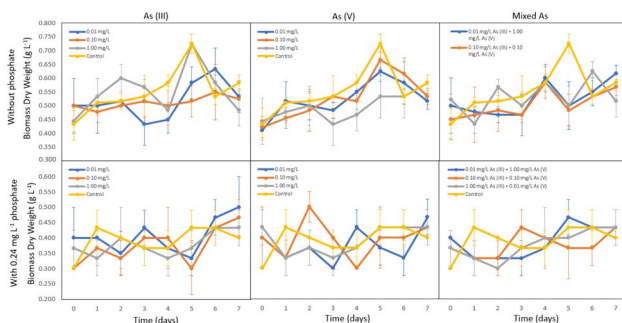 As (III)
As (V)
Mixed As
Without phosphate
Biomass Dry Weight (g L-1)
0.800
0.750
0.700
0.650
0.600
0.550
0.500
0.450
0.400
0.350
0.300
0.01 mg/L
0.10 mg/L
1.00 mg/L
Control
0.01 mg/L
0.10 mg/L
1.00 mg/L
Control
0.01 mg/L As (III) + 1.00
mg/L As (V)
0.10 mg/L As (III) + 0.10
mg/L As (V)
With 0.24 mg L-1 phosphate
Biomass Dry Weight (g L-1)
0.600
0.550
0.500
0.450
0.400
0.350
0.300
0.250
0.200
0.01 mg/L
0.10 mg/L
1.00 mg/L
Control
0.01 mg/L
0.10 mg/L
1.00 mg/L
Control
0.01 mg/L As (III) + 1.00 mg/L As (V)
0.10 mg/L As (III) + 0.10 mg/L As (V)
1.00 mg/L As (III) + 0.01 mg/L As (V)
Control
0 1 2 3 4 5 6 7
0 1 2 3 4 5 6 7
0 1 2 3 4 5 6 7
Time (days)
Time (days)
Time (days)